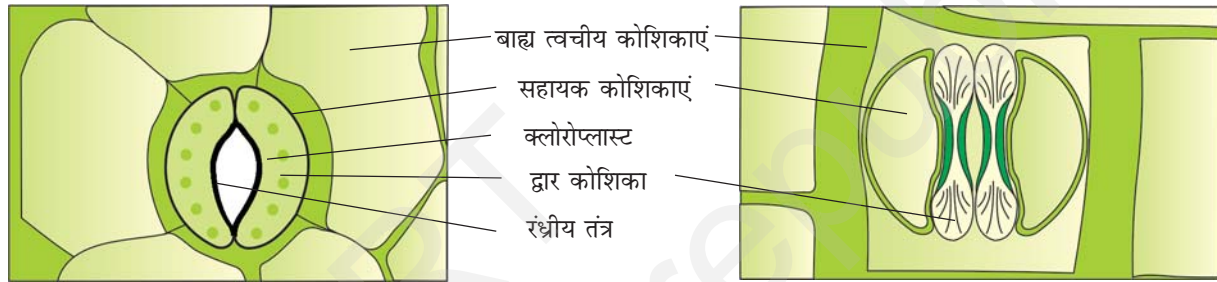 बाह्य त्वचीय कोशिकाएं
सहायक कोशिकाएं
क्लोरोप्लास्ट
द्वार कोशिका
रंध्रीय तंत्र